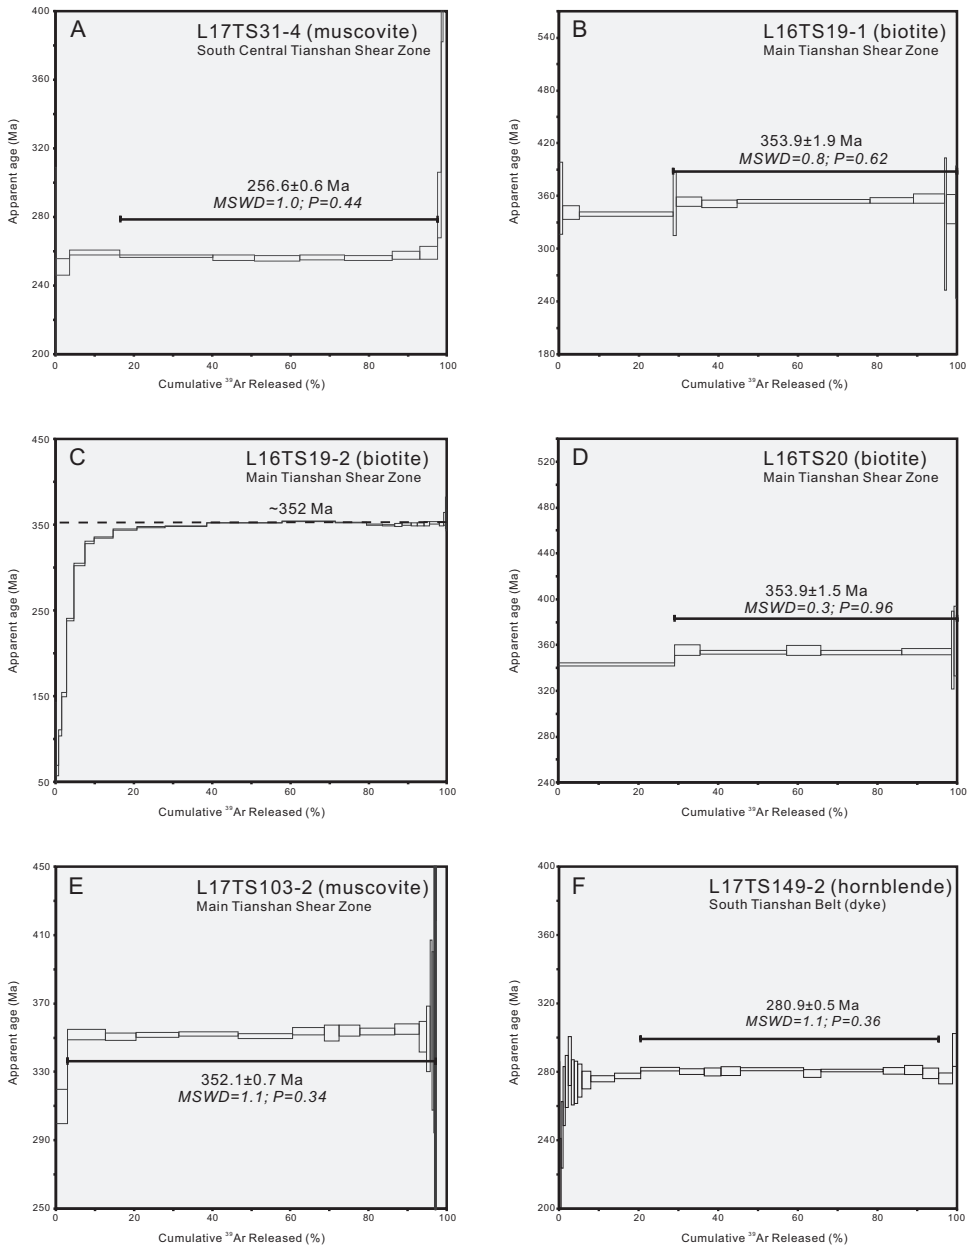 A
L17TS31-4 (muscovite)
South Central Tianshan Shear Zone
256.6±0.6 Ma
MSWD=1.0; P=0.44
400
360
320
280
240
200
Apparent age (Ma)
0 20 40 60 80 100
Cumulative ³⁹Ar Released (%)
B
L16TS19-1 (biotite)
Main Tianshan Shear Zone
353.9±1.9 Ma
MSWD=0.8; P=0.62
540
480
420
360
300
240
180
Apparent age (Ma)
0 20 40 60 80 100
Cumulative ³⁹Ar Released (%)
C
L16TS19-2 (biotite)
Main Tianshan Shear Zone
~352 Ma
450
350
250
150
50
Apparent age (Ma)
0 20 40 60 80 100
Cumulative ³⁹Ar Released (%)
D
L16TS20 (biotite)
Main Tianshan Shear Zone
353.9±1.5 Ma
MSWD=0.3; P=0.96
520
480
440
400
360
320
280
240
Apparent age (Ma)
0 20 40 60 80 100
Cumulative ³⁹Ar Released (%)
E
L17TS103-2 (muscovite)
Main Tianshan Shear Zone
352.1±0.7 Ma
MSWD=1.1; P=0.34
450
410
370
330
290
250
Apparent age (Ma)
0 20 40 60 80 100
Cumulative ³⁹Ar Released (%)
F
L17TS149-2 (hornblende)
South Tianshan Belt (dyke)
280.9±0.5 Ma
MSWD=1.1; P=0.36
400
360
320
280
240
200
Apparent age (Ma)
0 20 40 60 80 100
Cumulative ³⁹Ar Released (%)